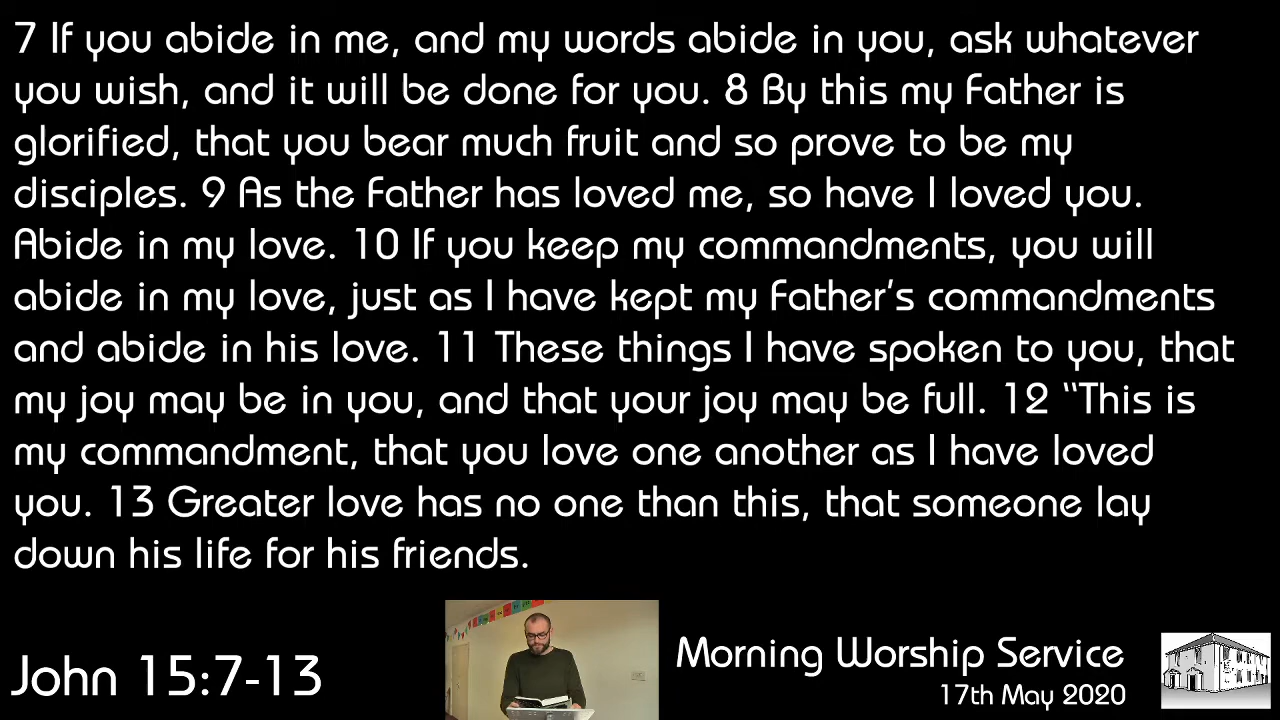 7 If you abide in me, and my words abide in you, ask whatever
you wish, and it will be done for you. 8 By this my Father is
glorified, that you bear much fruit and so prove to be my
disciples. 9 As the Father has loved me, so have I loved you.
Abide in my love. 10 If you keep my commandments, you will
abide in my love, just as I have kept my Father’s commandments
and abide in his love. 11 These things I have spoken to you, that
my joy may be in you, and that your joy may be full. 12 “This is
my commandment, that you love one another as I have loved
you. 13 Greater love has no one than this, that someone lay
down his life for his friends.
John 15:7-13
Morning Worship Service
17th May 2020